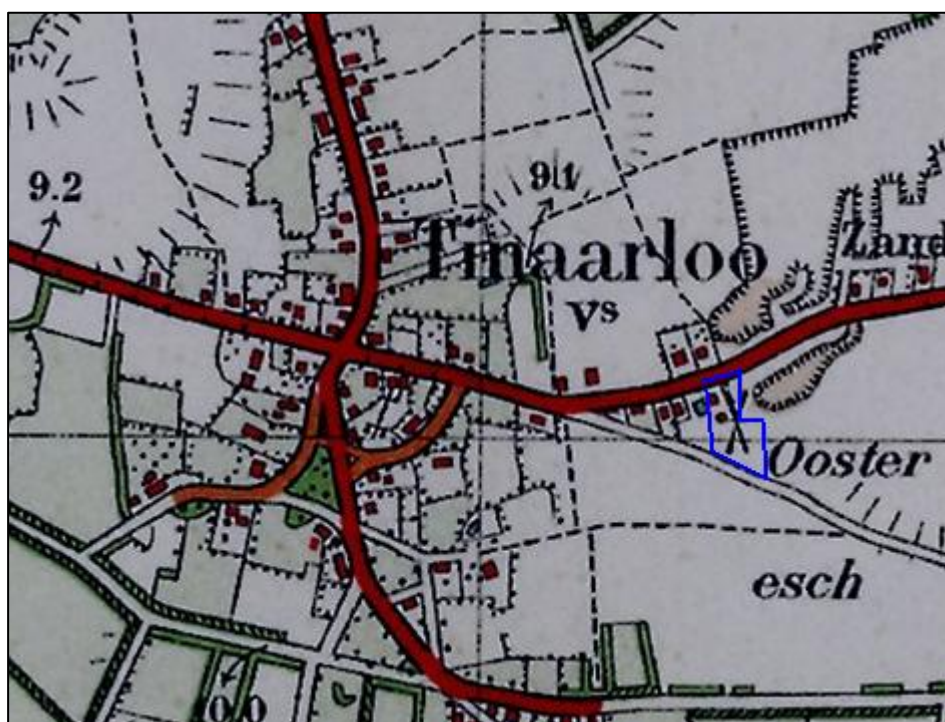 9.2
9.1
Tinaarloo
Zand
Vs
Ooster
esch
10.0